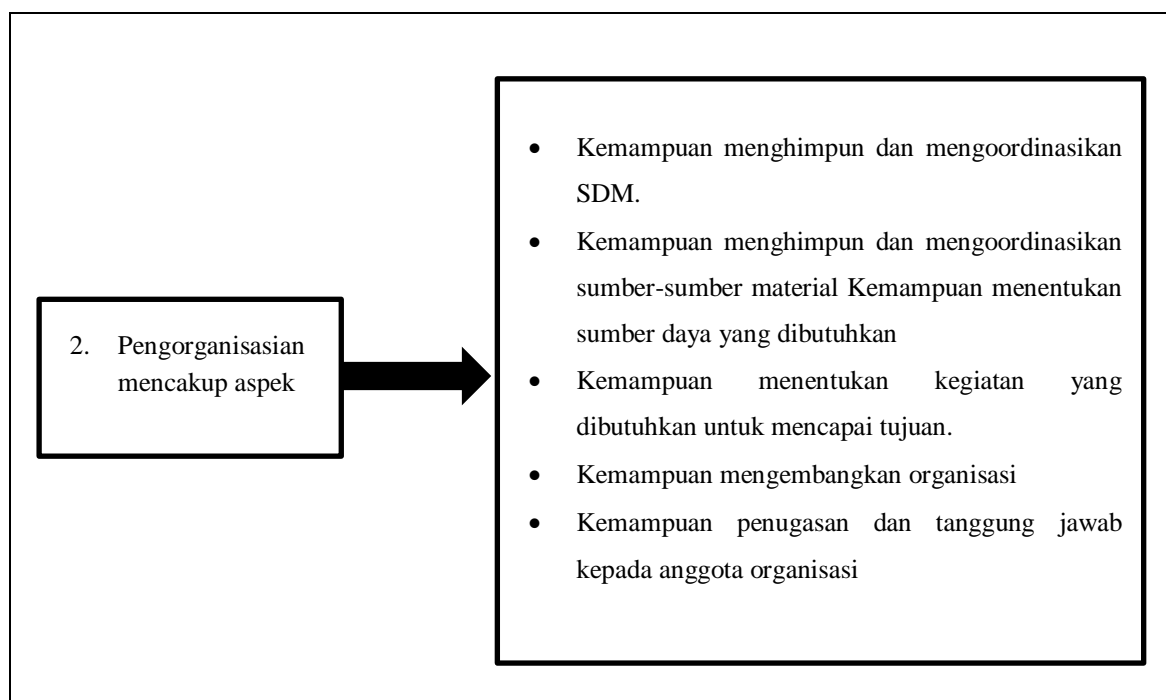 2. Pengorganisasian
mencakup aspek
• Kemampuan menghimpun dan mengoordinasikan
SDM.
• Kemampuan menghimpun dan mengoordinasikan
sumber-sumber material Kemampuan menentukan
sumber daya yang dibutuhkan
• Kemampuan menentukan kegiatan yang
dibutuhkan untuk mencapai tujuan.
• Kemampuan mengembangkan organisasi
• Kemampuan penugasan dan tanggung jawab
kepada anggota organisasi